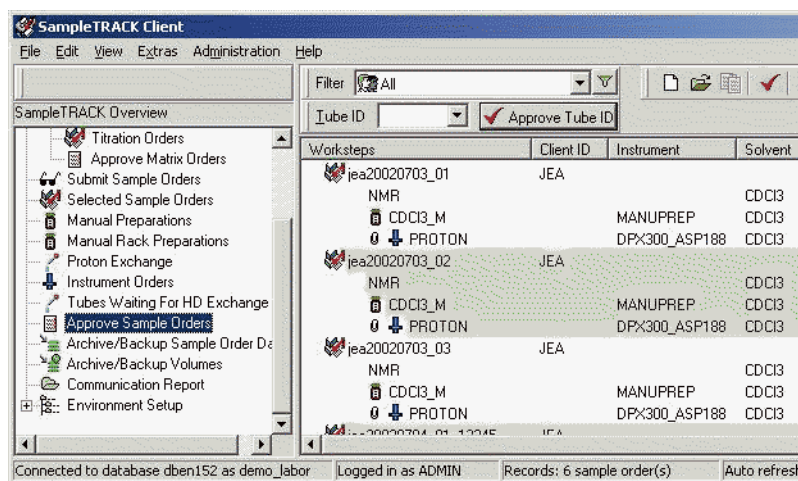 SampleTRACK Client
File Edit View Extras Administration Help
Filter All
SampleTRACK Overview
Tube ID Approve Tube ID
Titration Orders
Approve Matrix Orders
Submit Sample Orders
Selected Sample Orders
Manual Preparations
Manual Rack Preparations
Proton Exchange
Instrument Orders
Tubes Waiting For HD Exchange
Approve Sample Orders
Archive/Backup Sample Order Da
Archive/Backup Volumes
Communication Report
Environment Setup
Worksteps Client ID Instrument Solvent
jea20020703_01 JEA
NMR CDCl3
CDCl3_M MANUPREP CDCl3
0 PROTON DPX300_ASP188 CDCl3
jea20020703_02 JEA
NMR CDCl3
CDCl3_M MANUPREP CDCl3
0 PROTON DPX300_ASP188 CDCl3
jea20020703_03 JEA
NMR CDCl3
CDCl3_M MANUPREP CDCl3
0 PROTON DPX300_ASP188 CDCl3
Connected to database dben152 as demo_labor Logged in as ADMIN Records: 6 sample order(s) Auto refresh